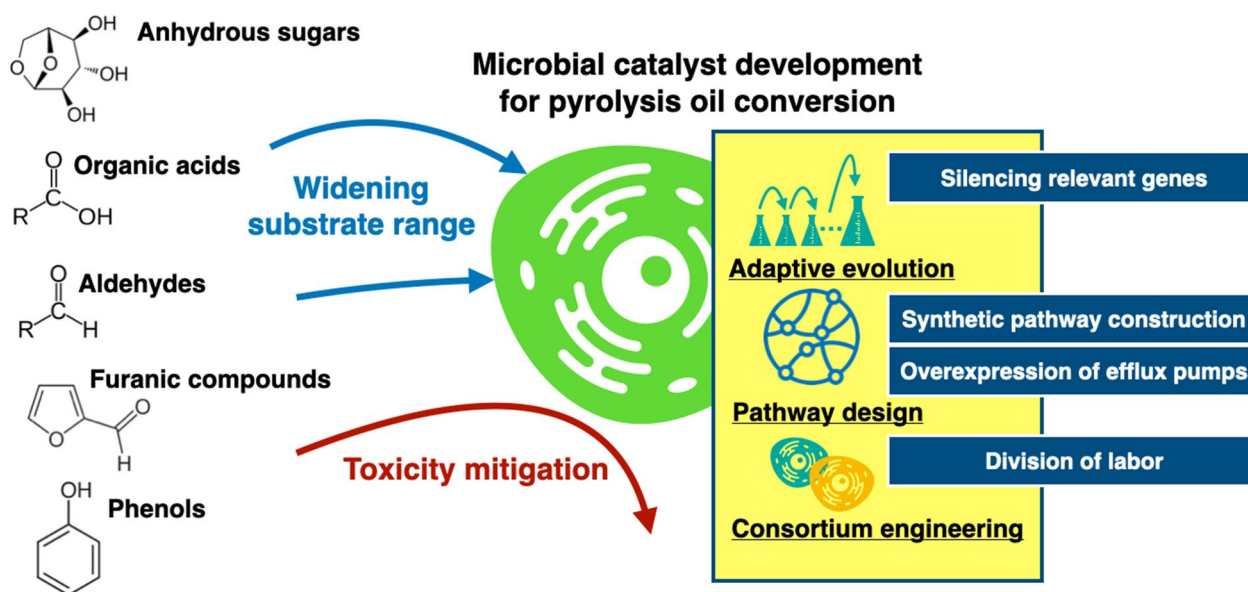 Anhydrous sugars
OH
O
O
OH
OH
Organic acids
O
R
OH
Aldehydes
O
R
H
Furanic compounds
O
O
H
Phenols
OH
Microbial catalyst development
for pyrolysis oil conversion
Widening
substrate range
Toxicity mitigation
Silencing relevant genes
Adaptive evolution
Synthetic pathway construction
Overexpression of efflux pumps
Pathway design
Division of labor
Consortium engineering